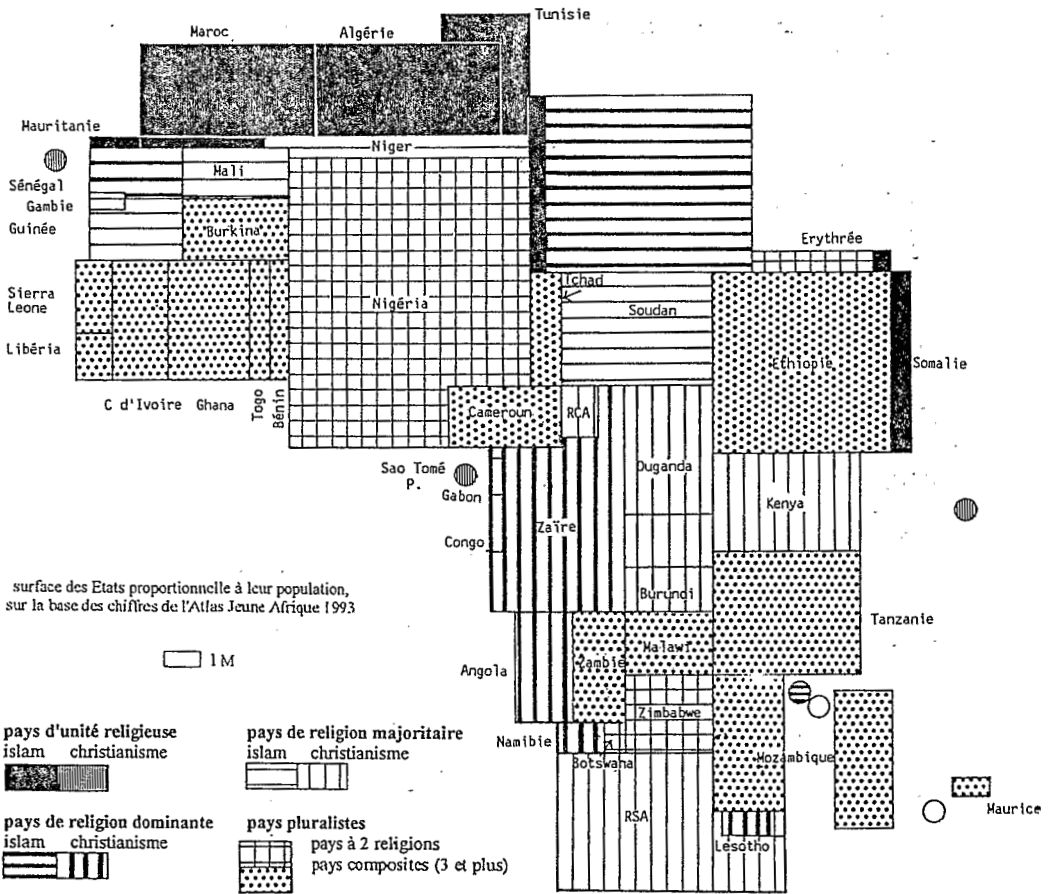 Tunisie
Maroc
Algérie
Mauritanie
Niger
Mali
Sénégal
Gambie
Guinée
Burkina
Erythrée
Tchad
Sierra
Leone
Nigéria
Soudan
Libéria
Ethiopie
Somalie
C d'Ivoire
Ghana
Togo
Bénin
Cameroun
RCA
Sao Tomé
P.
Ouganda
Gabon
Kenya
Zaïre
Congo
surface des Etats proportionnelle à leur population,
sur la base des chiffres de l'Atlas Jeune Afrique 1993
Burundi
Tanzanie
1 M
Malawi
Angola
Zambie
Zimbabwe
pays d'unité religieuse
islam christianisme
pays de religion majoritaire
islam christianisme
Namibie
Botswana
Mozambique
Maurice
pays de religion dominante
islam christianisme
pays pluralistes
pays à 2 religions
pays composites (3 et plus)
RSA
Lésotho